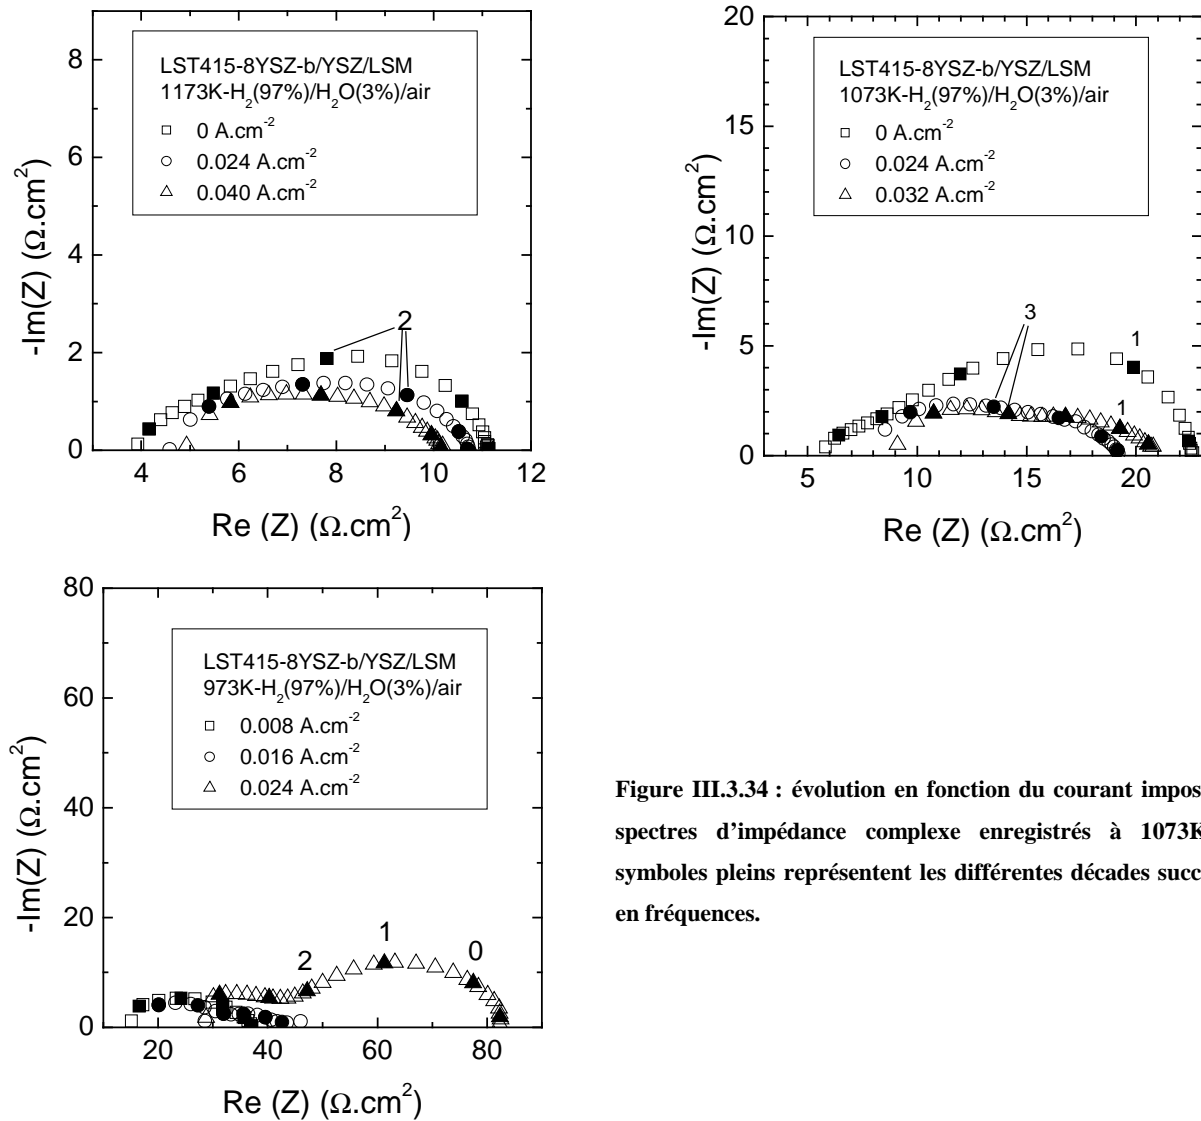 8
6
4
2
0
-Im(Z) (Ω.cm²)
LST415-8YSZ-b/YSZ/LSM
1173K-H₂(97%)/H₂O(3%)/air
0 A.cm⁻²
0.024 A.cm⁻²
0.040 A.cm⁻²
2
4 6 8 10 12
Re (Z) (Ω.cm²)
20
15
10
5
0
-Im(Z) (Ω.cm²)
LST415-8YSZ-b/YSZ/LSM
1073K-H₂(97%)/H₂O(3%)/air
0 A.cm⁻²
0.024 A.cm⁻²
0.032 A.cm⁻²
3
1
1
5 10 15 20
Re (Z) (Ω.cm²)
80
60
40
20
0
-Im(Z) (Ω.cm²)
LST415-8YSZ-b/YSZ/LSM
973K-H₂(97%)/H₂O(3%)/air
0.008 A.cm⁻²
0.016 A.cm⁻²
0.024 A.cm⁻²
2
1
0
20 40 60 80
Re (Z) (Ω.cm²)
Figure III.3.34 : évolution en fonction du courant impos
spectres d'impédance complexe enregistrés à 1073K
symboles pleins représentent les différentes décades succ
en fréquences.